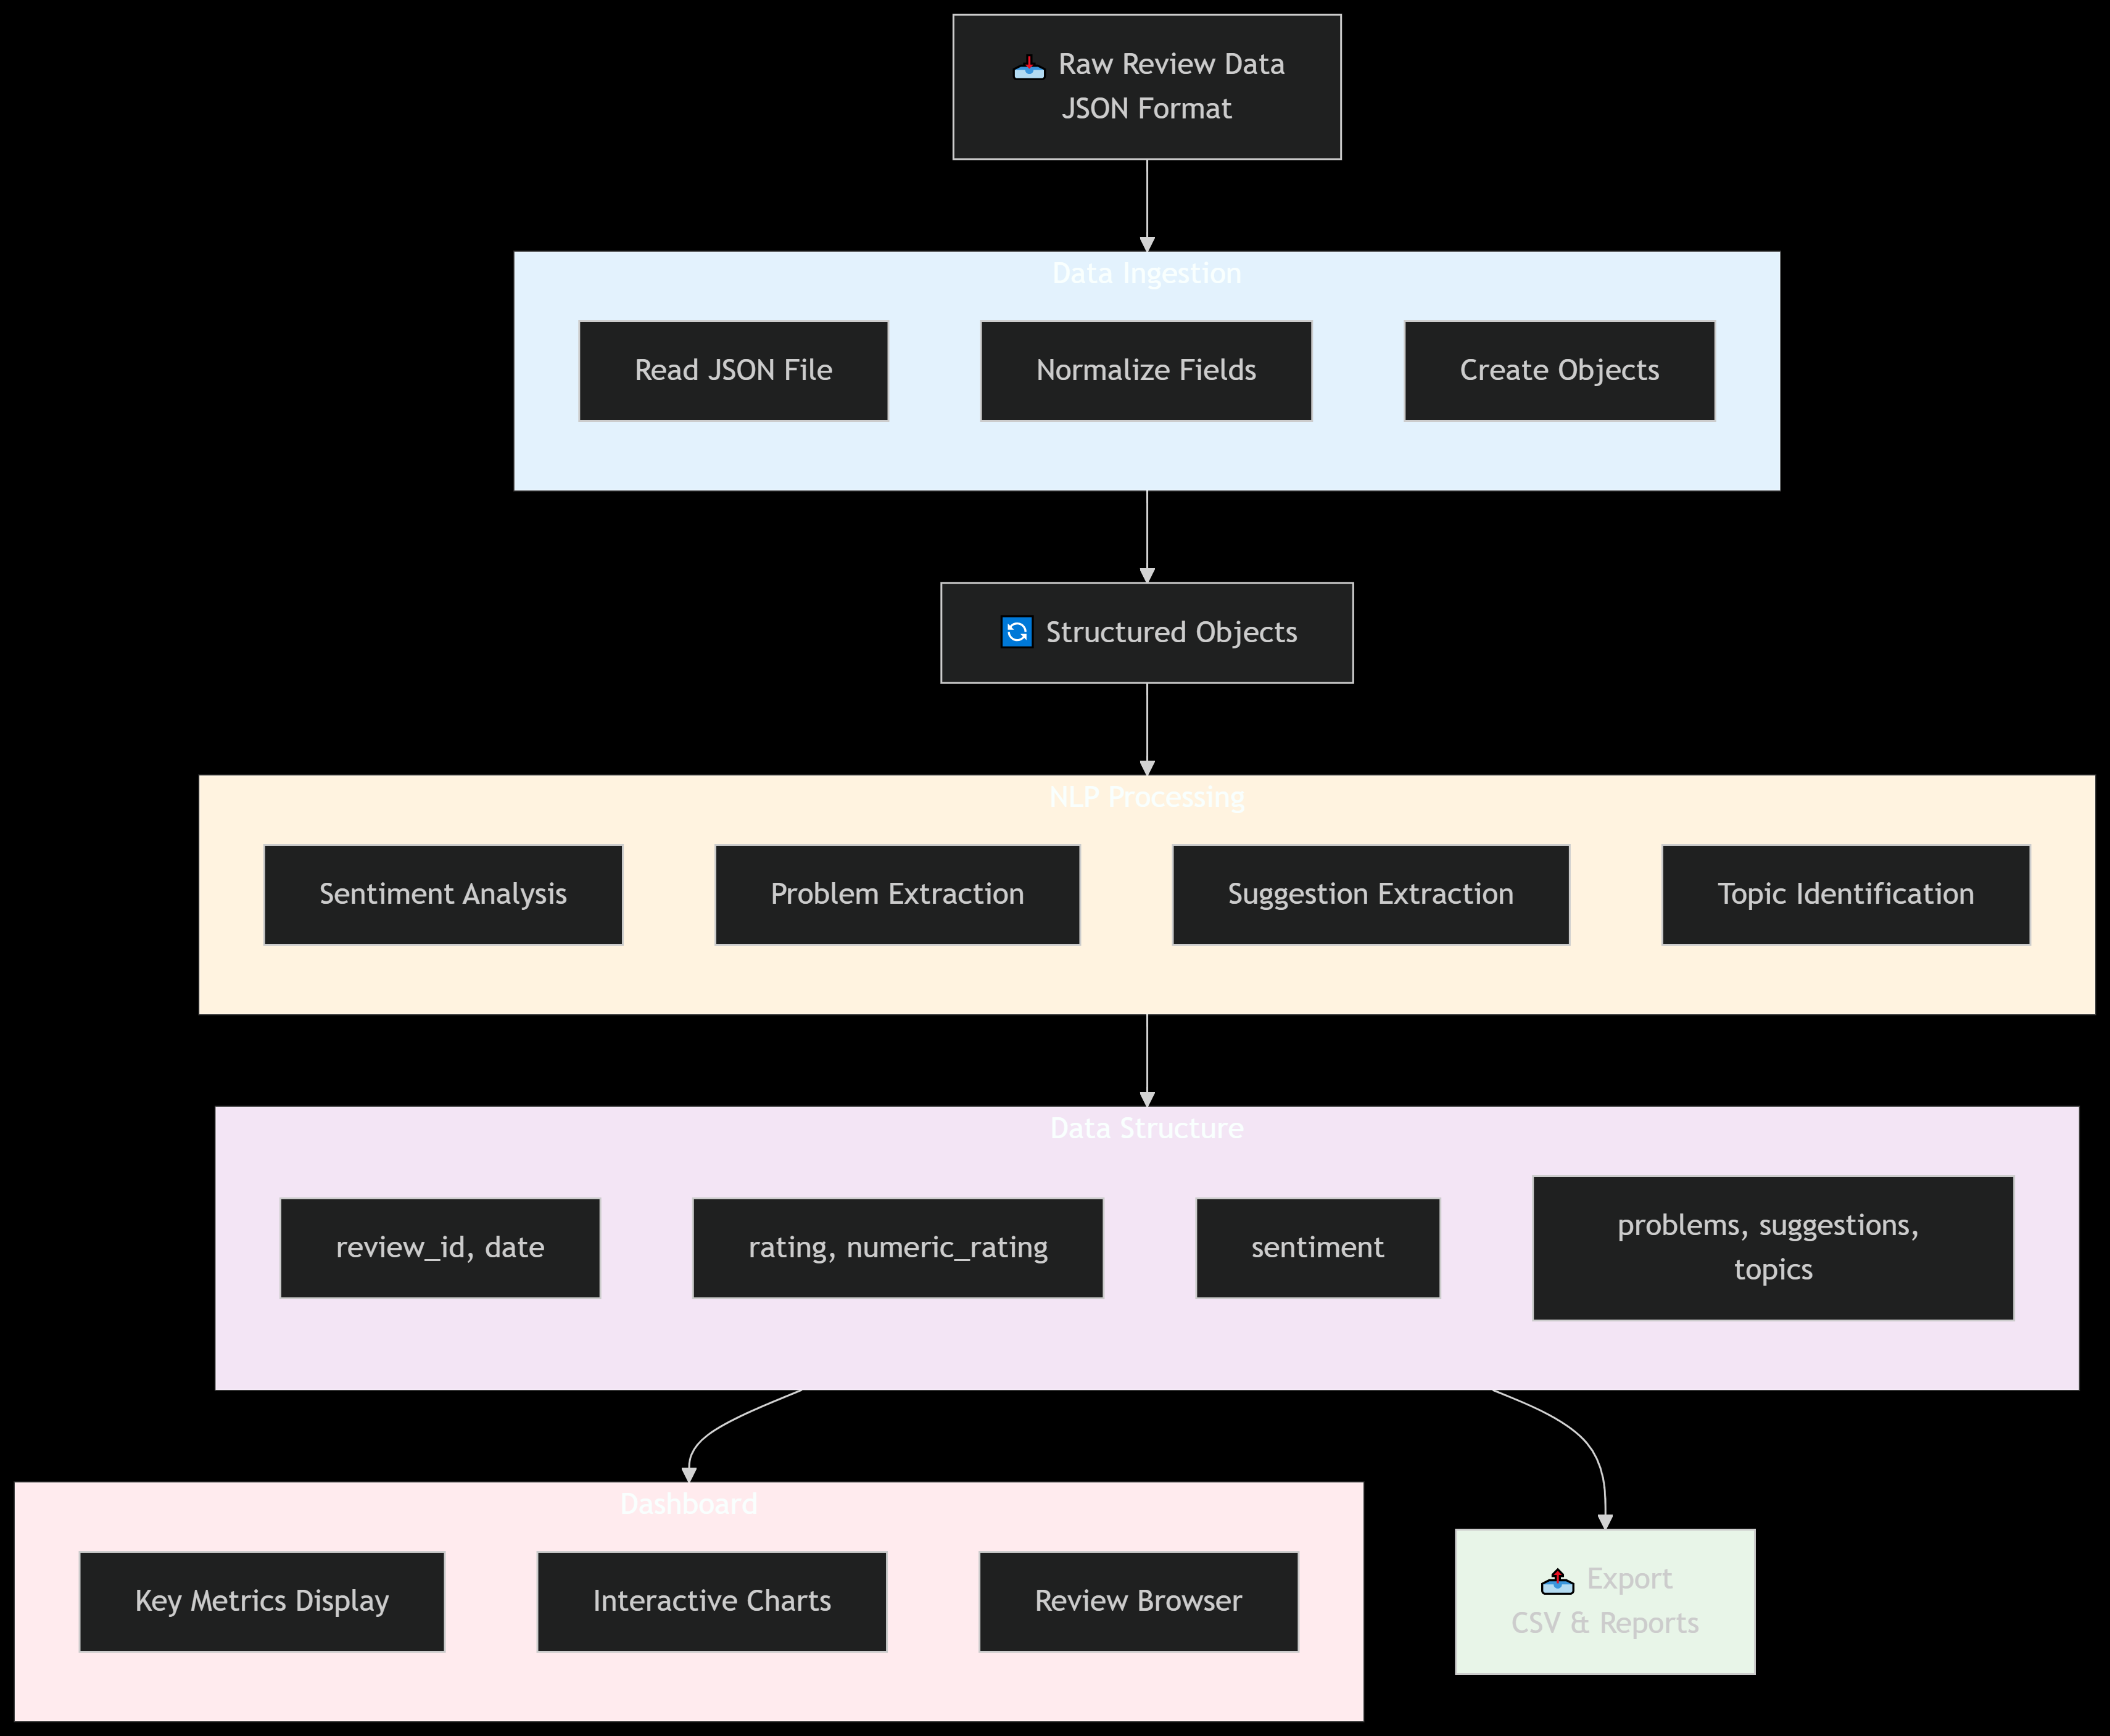 📥 Raw Review Data
JSON Format
Data Ingestion
Read JSON File
Normalize Fields
Create Objects
🔄 Structured Objects
NLP Processing
Sentiment Analysis
Problem Extraction
Suggestion Extraction
Topic Identification
Data Structure
review_id, date
rating, numeric_rating
sentiment
problems, suggestions,
topics
Dashboard
Key Metrics Display
Interactive Charts
Review Browser
📤 Export
CSV & Reports